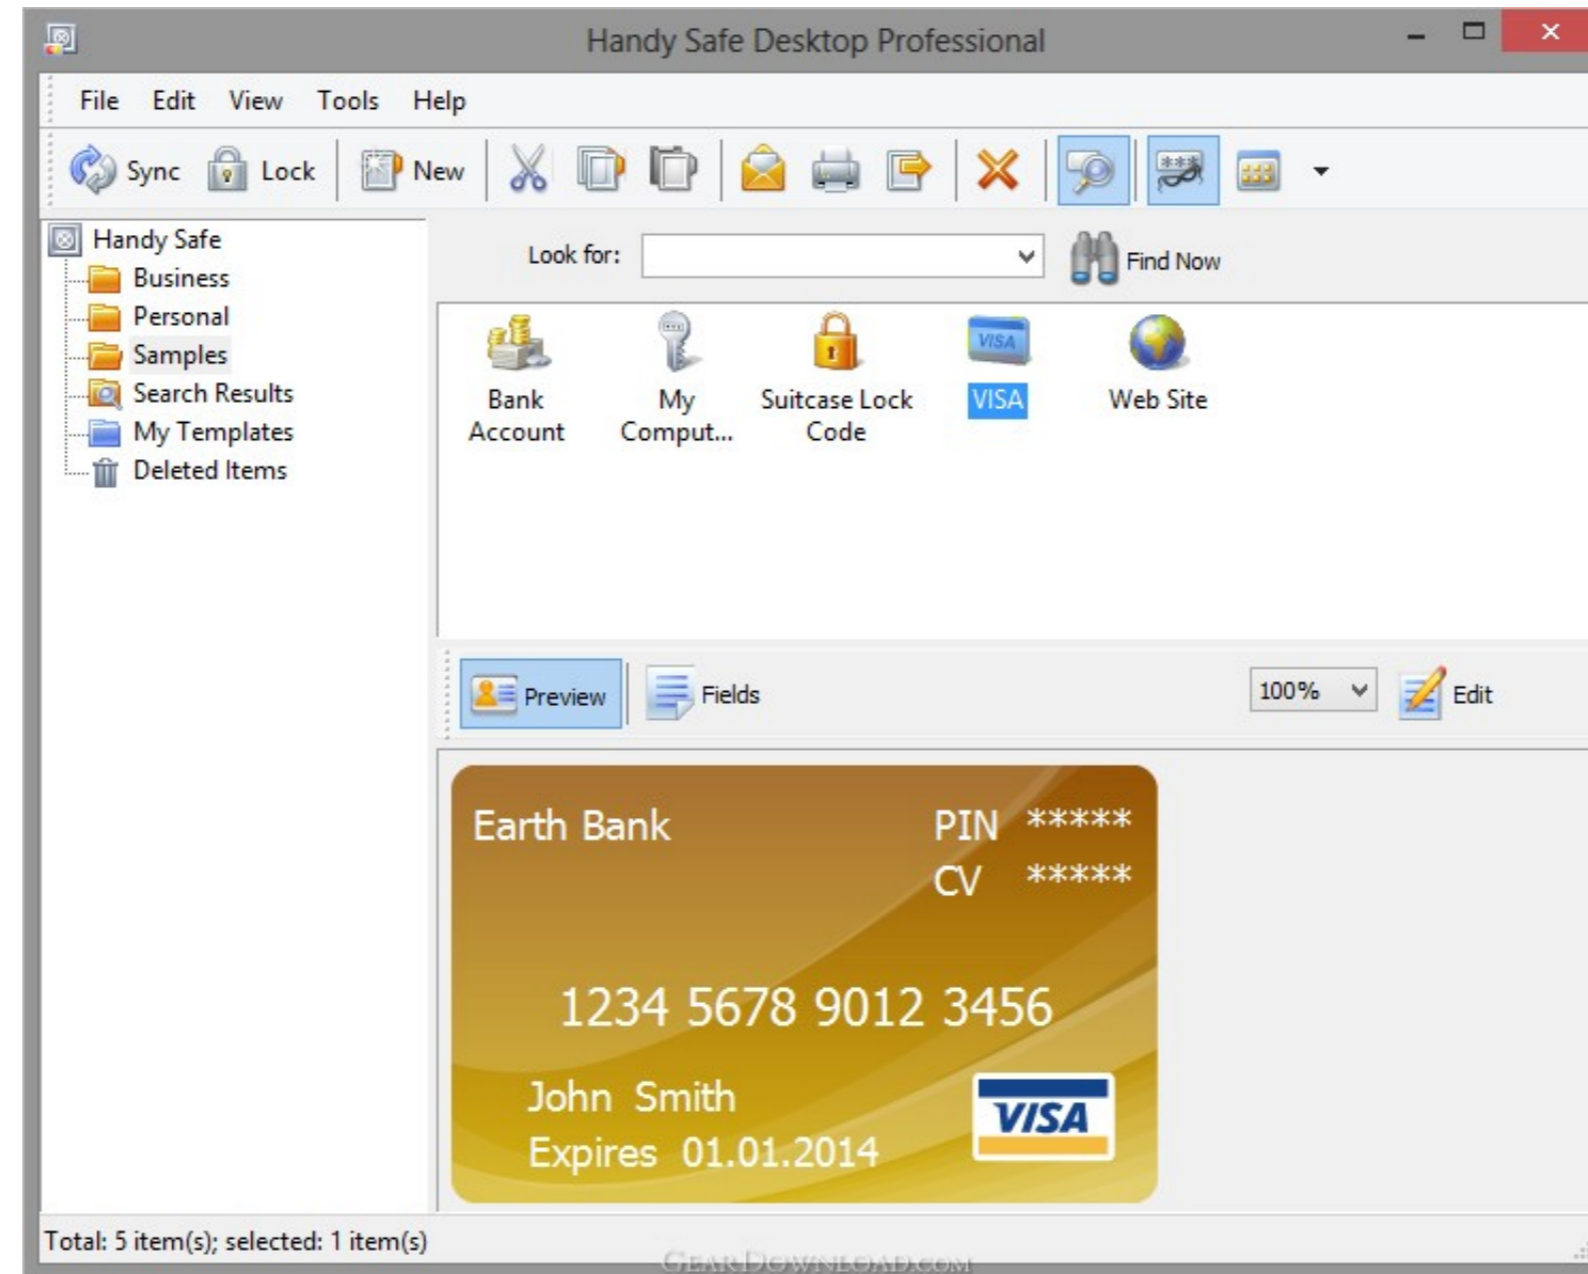 Handy Safe Desktop Professional
File Edit View Tools Help
Sync Lock New
Handy Safe
Business
Personal
Samples
Search Results
My Templates
Deleted Items
Look for: Find Now
VISA
Bank Account
My Comput...
Suitcase Lock Code
VISA
Web Site
Preview Fields 100% Edit
Earth Bank PIN *****
CV *****
1234 5678 9012 3456
John Smith
Expires 01.01.2014
VISA
Total: 5 item(s); selected: 1 item(s)
GEARDOWNLOAD.COM